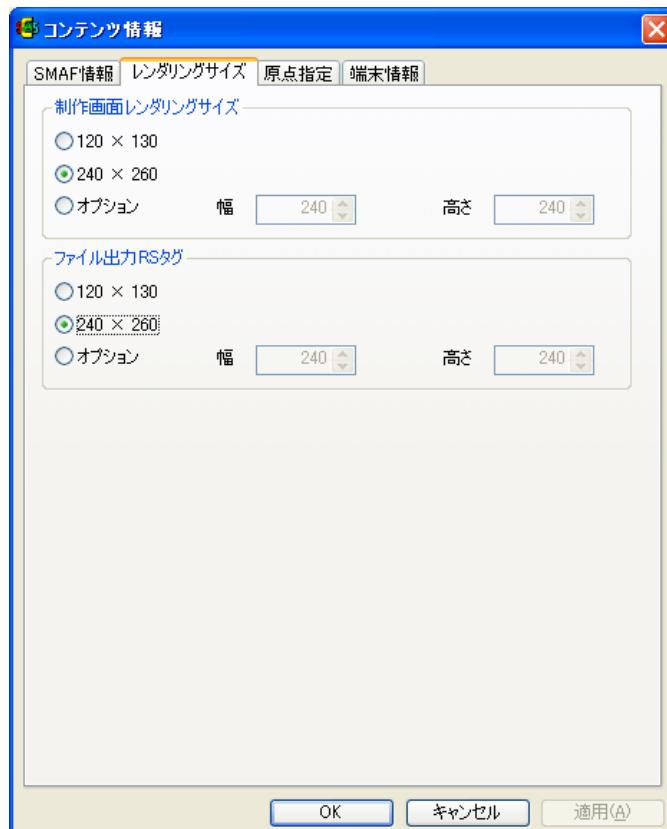 コンテンツ情報
SMAF情報 レンダリングサイズ 原点指定 端末情報
制作画面レンダリングサイズ
120 × 130
240 × 260
オプション 幅 240 高さ 240
ファイル出力RSタグ
120 × 130
240 × 260
オプション 幅 240 高さ 240
OK キャンセル 適用(A)